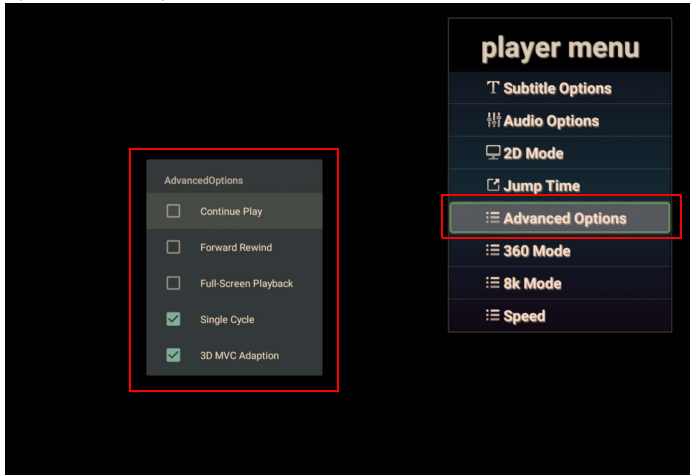 player menu
T Subtitle Options
Audio Options
2D Mode
Jump Time
Advanced Options
360 Mode
8k Mode
Speed
AdvancedOptions
Continue Play
Forward Rewind
Full-Screen Playback
Single Cycle
3D MVC Adaption